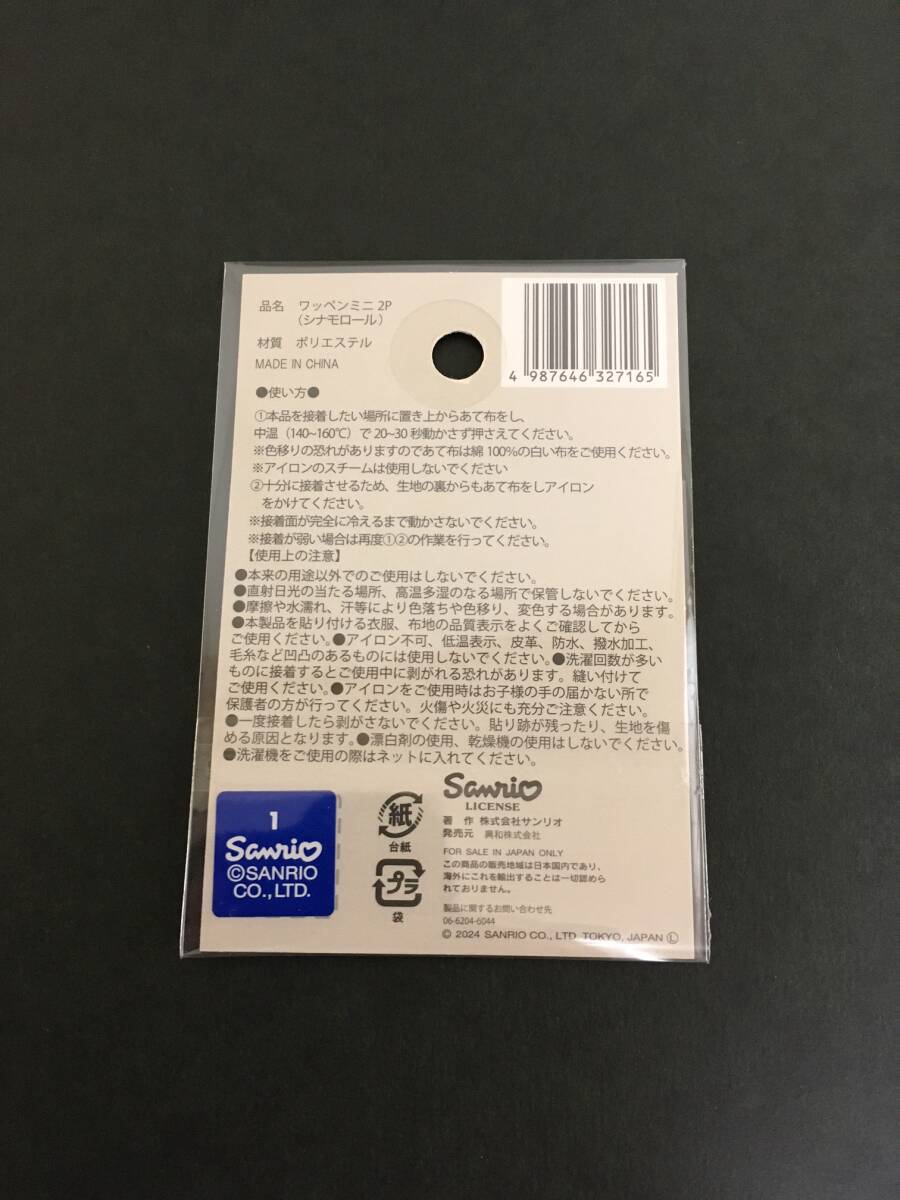 品名 ワッペンミニ 2P
(シナモロール)
材質 ポリエステル
MADE IN CHINA
4 987646 327165
●使い方●
①本品を接着したい場所に置き上からあて布をし、
中温（140~160℃）で 20~30 秒動かさず押さえてください。
※色移りの恐れがありますのであて布は綿 100%の白い布をご使用ください。
※アイロンのスチームは使用しないでください
②十分に接着させるため、生地の裏からもあて布をしアイロン
をかけてください。
※接着面が完全に冷えるまで動かさないでください。
※接着が弱い場合は再度①②の作業を行ってください。
【使用上の注意】
●本来の用途以外でのご使用はしないでください。
●直射日光の当たる場所、高温多湿のなる場所で保管しないでください。
●摩擦や水濡れ、汗等により色落ちや色移り、変色する場合があります。
●本製品を貼り付ける衣服、布地の品質表示をよくご確認してから
ご使用ください。●アイロン不可、低温表示、皮革、防水、撥水加工、
毛糸など凹凸のあるものには使用しないでください。●洗濯回数が多い
ものに接着するとご使用中に剥がれる恐れがあります。縫い付けて
ご使用ください。●アイロンをご使用時はお子様の手の届かない所で
保護者の方が行ってください。火傷や火災にも充分ご注意ください。
●一度接着したら剥がさないでください。貼り跡が残ったり、生地を傷
める原因となります。●漂白剤の使用、乾燥機の使用はしないでください。
●洗濯機をご使用の際はネットに入れてください。
1
Sanrio
©SANRIO
CO.,LTD.
紙
台紙
プラ
袋
Sanrio
LICENSE
著 作 株式会社サンリオ
発売元 興和株式会社
FOR SALE IN JAPAN ONLY
この商品の販売地域は日本国内であり、
海外にこれを輸出することは一切認めら
れておりません。
製品に関するお問い合わせ先
06-6204-6044
© 2024 SANRIO CO., LTD. TOKYO, JAPAN Ⓛ